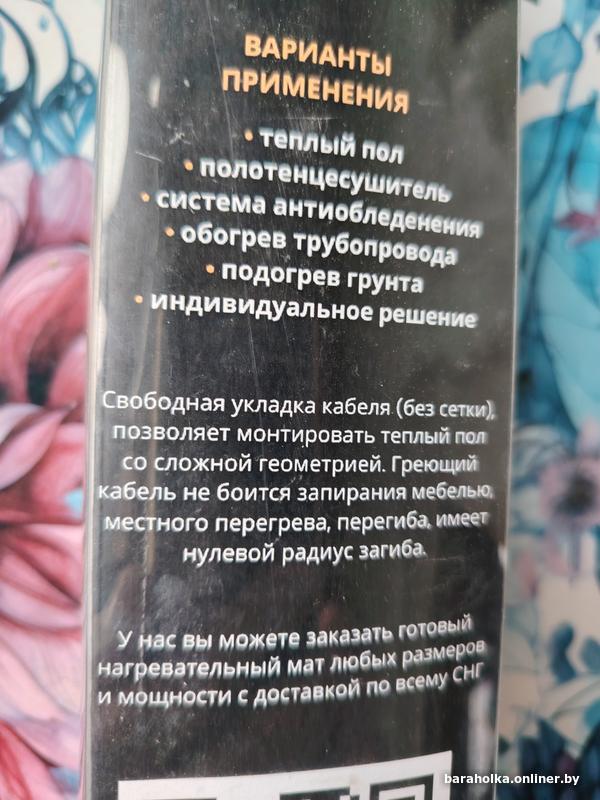 ВАРИАНТЫ
ПРИМЕНЕНИЯ
• теплый пол
• полотенцесушитель
• система антиобледенения
• обогрев трубопровода
• подогрев грунта
• индивидуальное решение
Свободная укладка кабеля (без сетки),
позволяет монтировать теплый пол
со сложной геометрией. Греющий
кабель не боится запирания мебелью,
местного перегрева, перегиба, имеет
нулевой радиус загиба.
У нас вы можете заказать готовый
нагревательный мат любых размеров
и мощности с доставкой по всему СНГ
baraholka.onliner.by